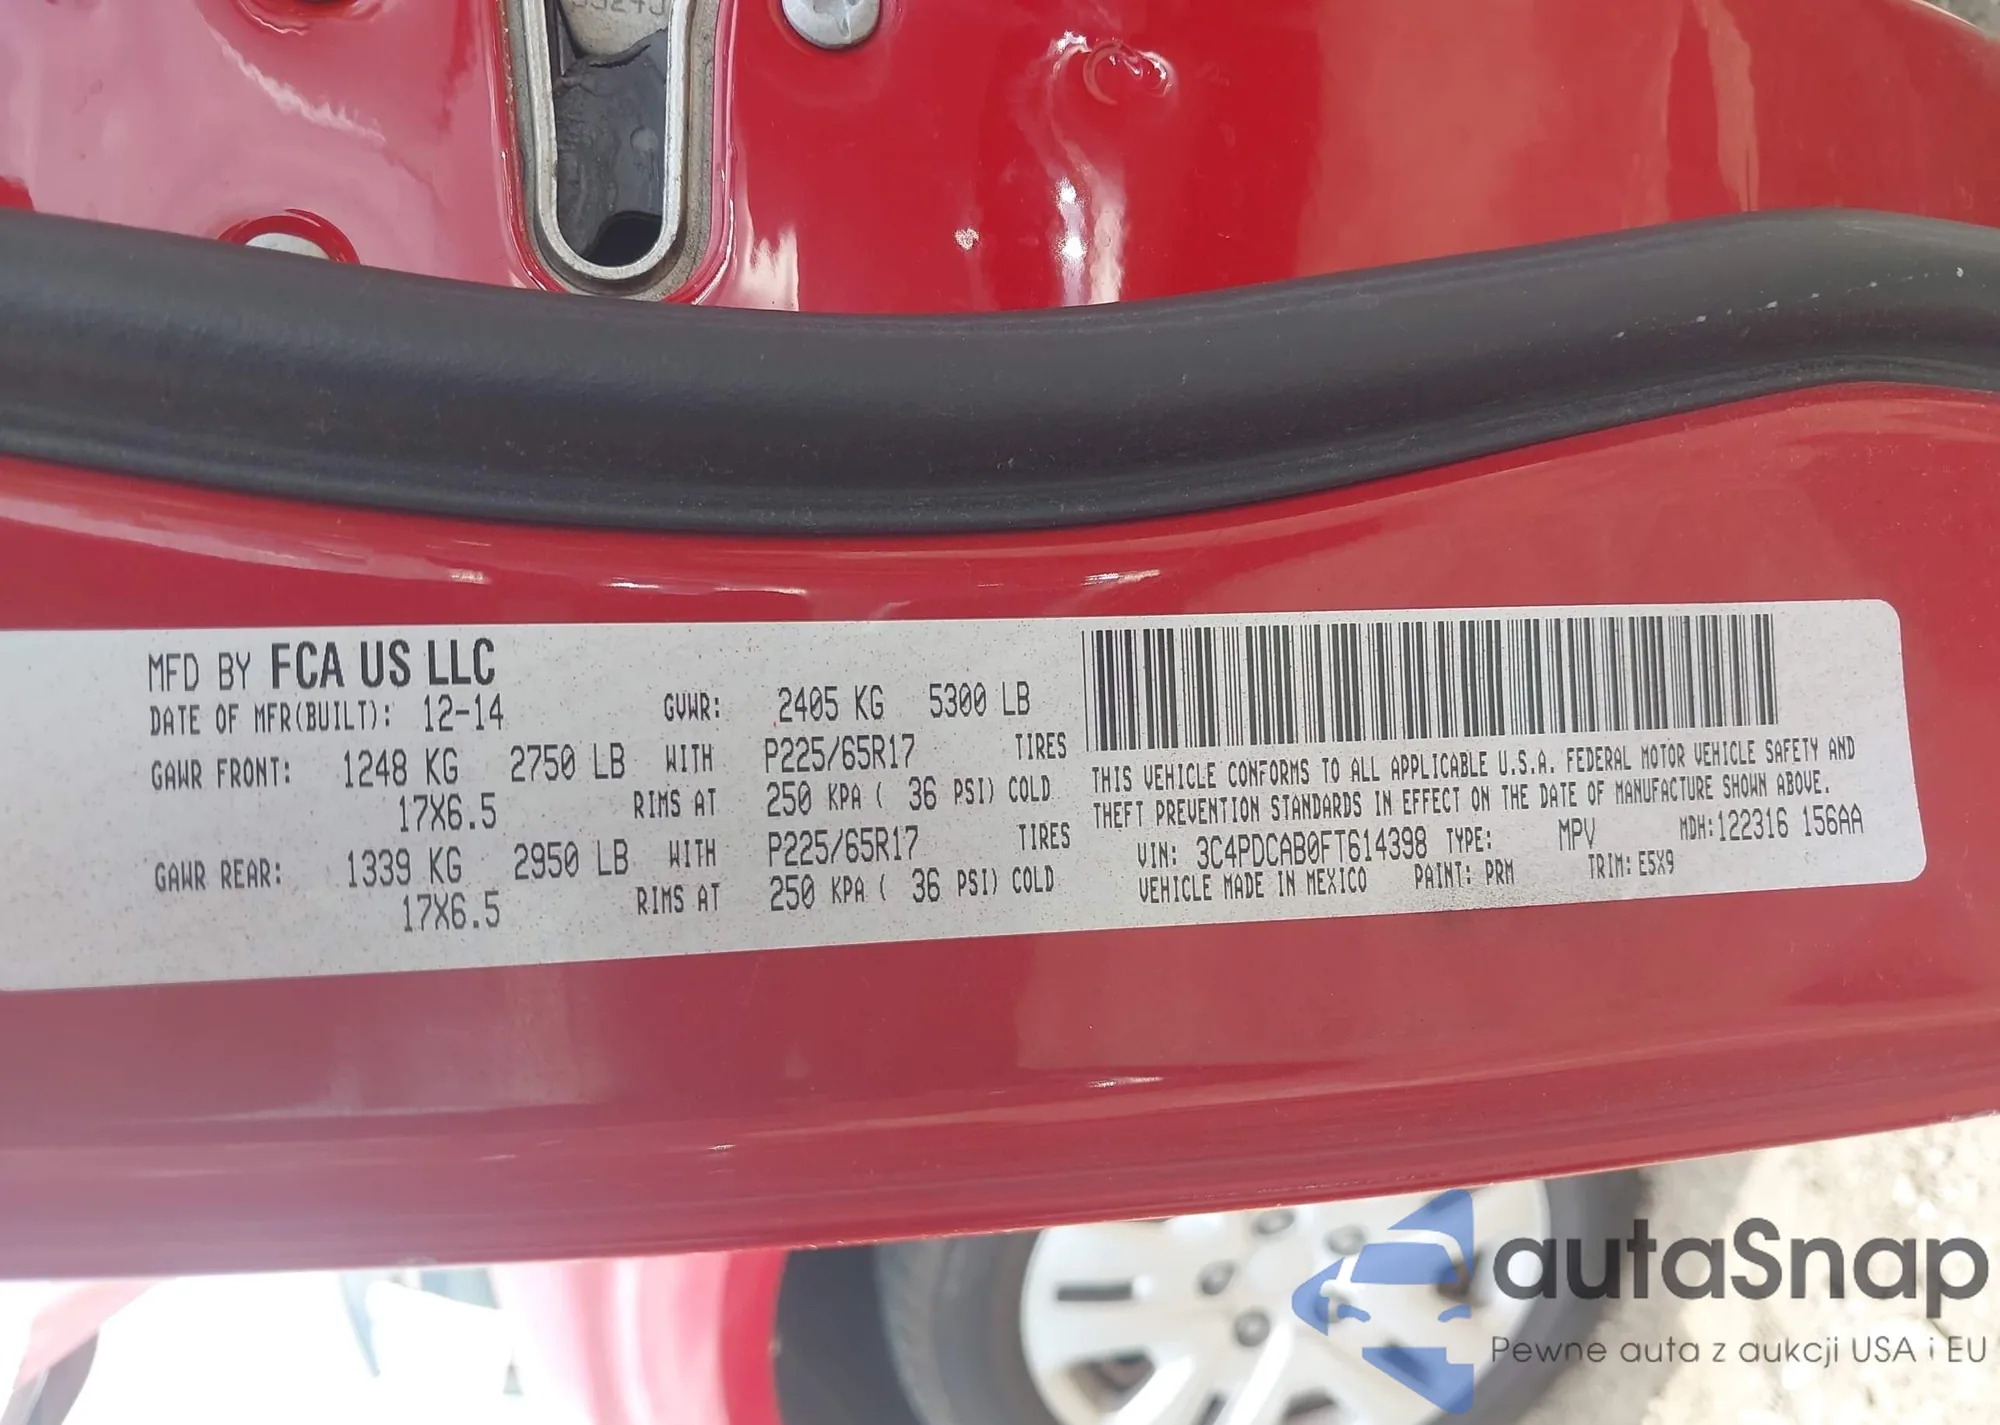 MFD BY FCA US LLC
DATE OF MFR(BUILT): 12-14 GVWR: 2405 KG 5300 LB
GAWR FRONT: 1248 KG 2750 LB WITH P225/65R17 TIRES
17X6.5 RIMS AT 250 KPA ( 36 PSI) COLD
GAWR REAR: 1339 KG 2950 LB WITH P225/65R17 TIRES
17X6.5 RIMS AT 250 KPA ( 36 PSI) COLD
THIS VEHICLE CONFORMS TO ALL APPLICABLE U.S.A. FEDERAL MOTOR VEHICLE SAFETY AND
THEFT PREVENTION STANDARDS IN EFFECT ON THE DATE OF MANUFACTURE SHOWN ABOVE.
VIN: 3C4PDCAB0FT614398 TYPE: MPV MDH:122316 156AA
VEHICLE MADE IN MEXICO PAINT: PRM TRIM: E5X9
autaSnap
Pewne auta z aukcji USA i EU